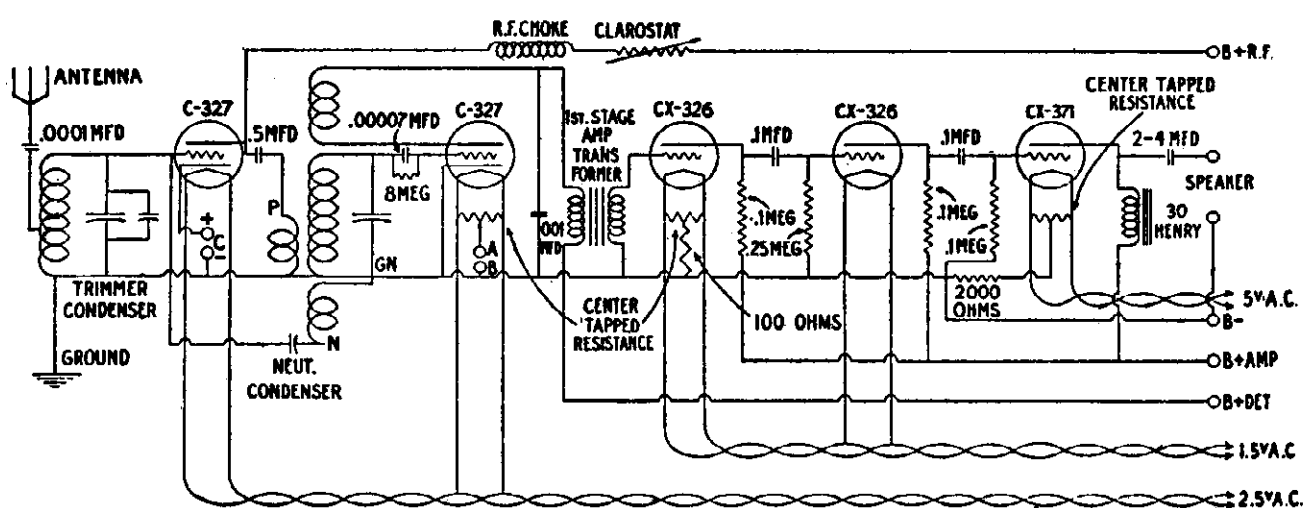 R.F. CHOKE
CLAROSTAT
B+R.F.
ANTENNA
C-327
.0001 MFD
.5MFD
.00007 MFD
C-327
8MEG
1ST. STAGE
AMP
TRANS
FORMER
CX-326
.1MFD
CX-326
.1MFD
CX-371
CENTER TAPPED
RESISTANCE
2-4 MFD
SPEAKER
30
HENRY
P
+
C
-
GN
A
B
.001
MFD
.1MEG
.25MEG
.1MEG
.1MEG
TRIMMER
CONDENSER
GROUND
N
NEUT.
CONDENSER
CENTER
TAPPED
RESISTANCE
100 OHMS
2000
OHMS
5V A.C.
B-
B+AMP
B+DET
1.5V A.C
2.5V A.C.